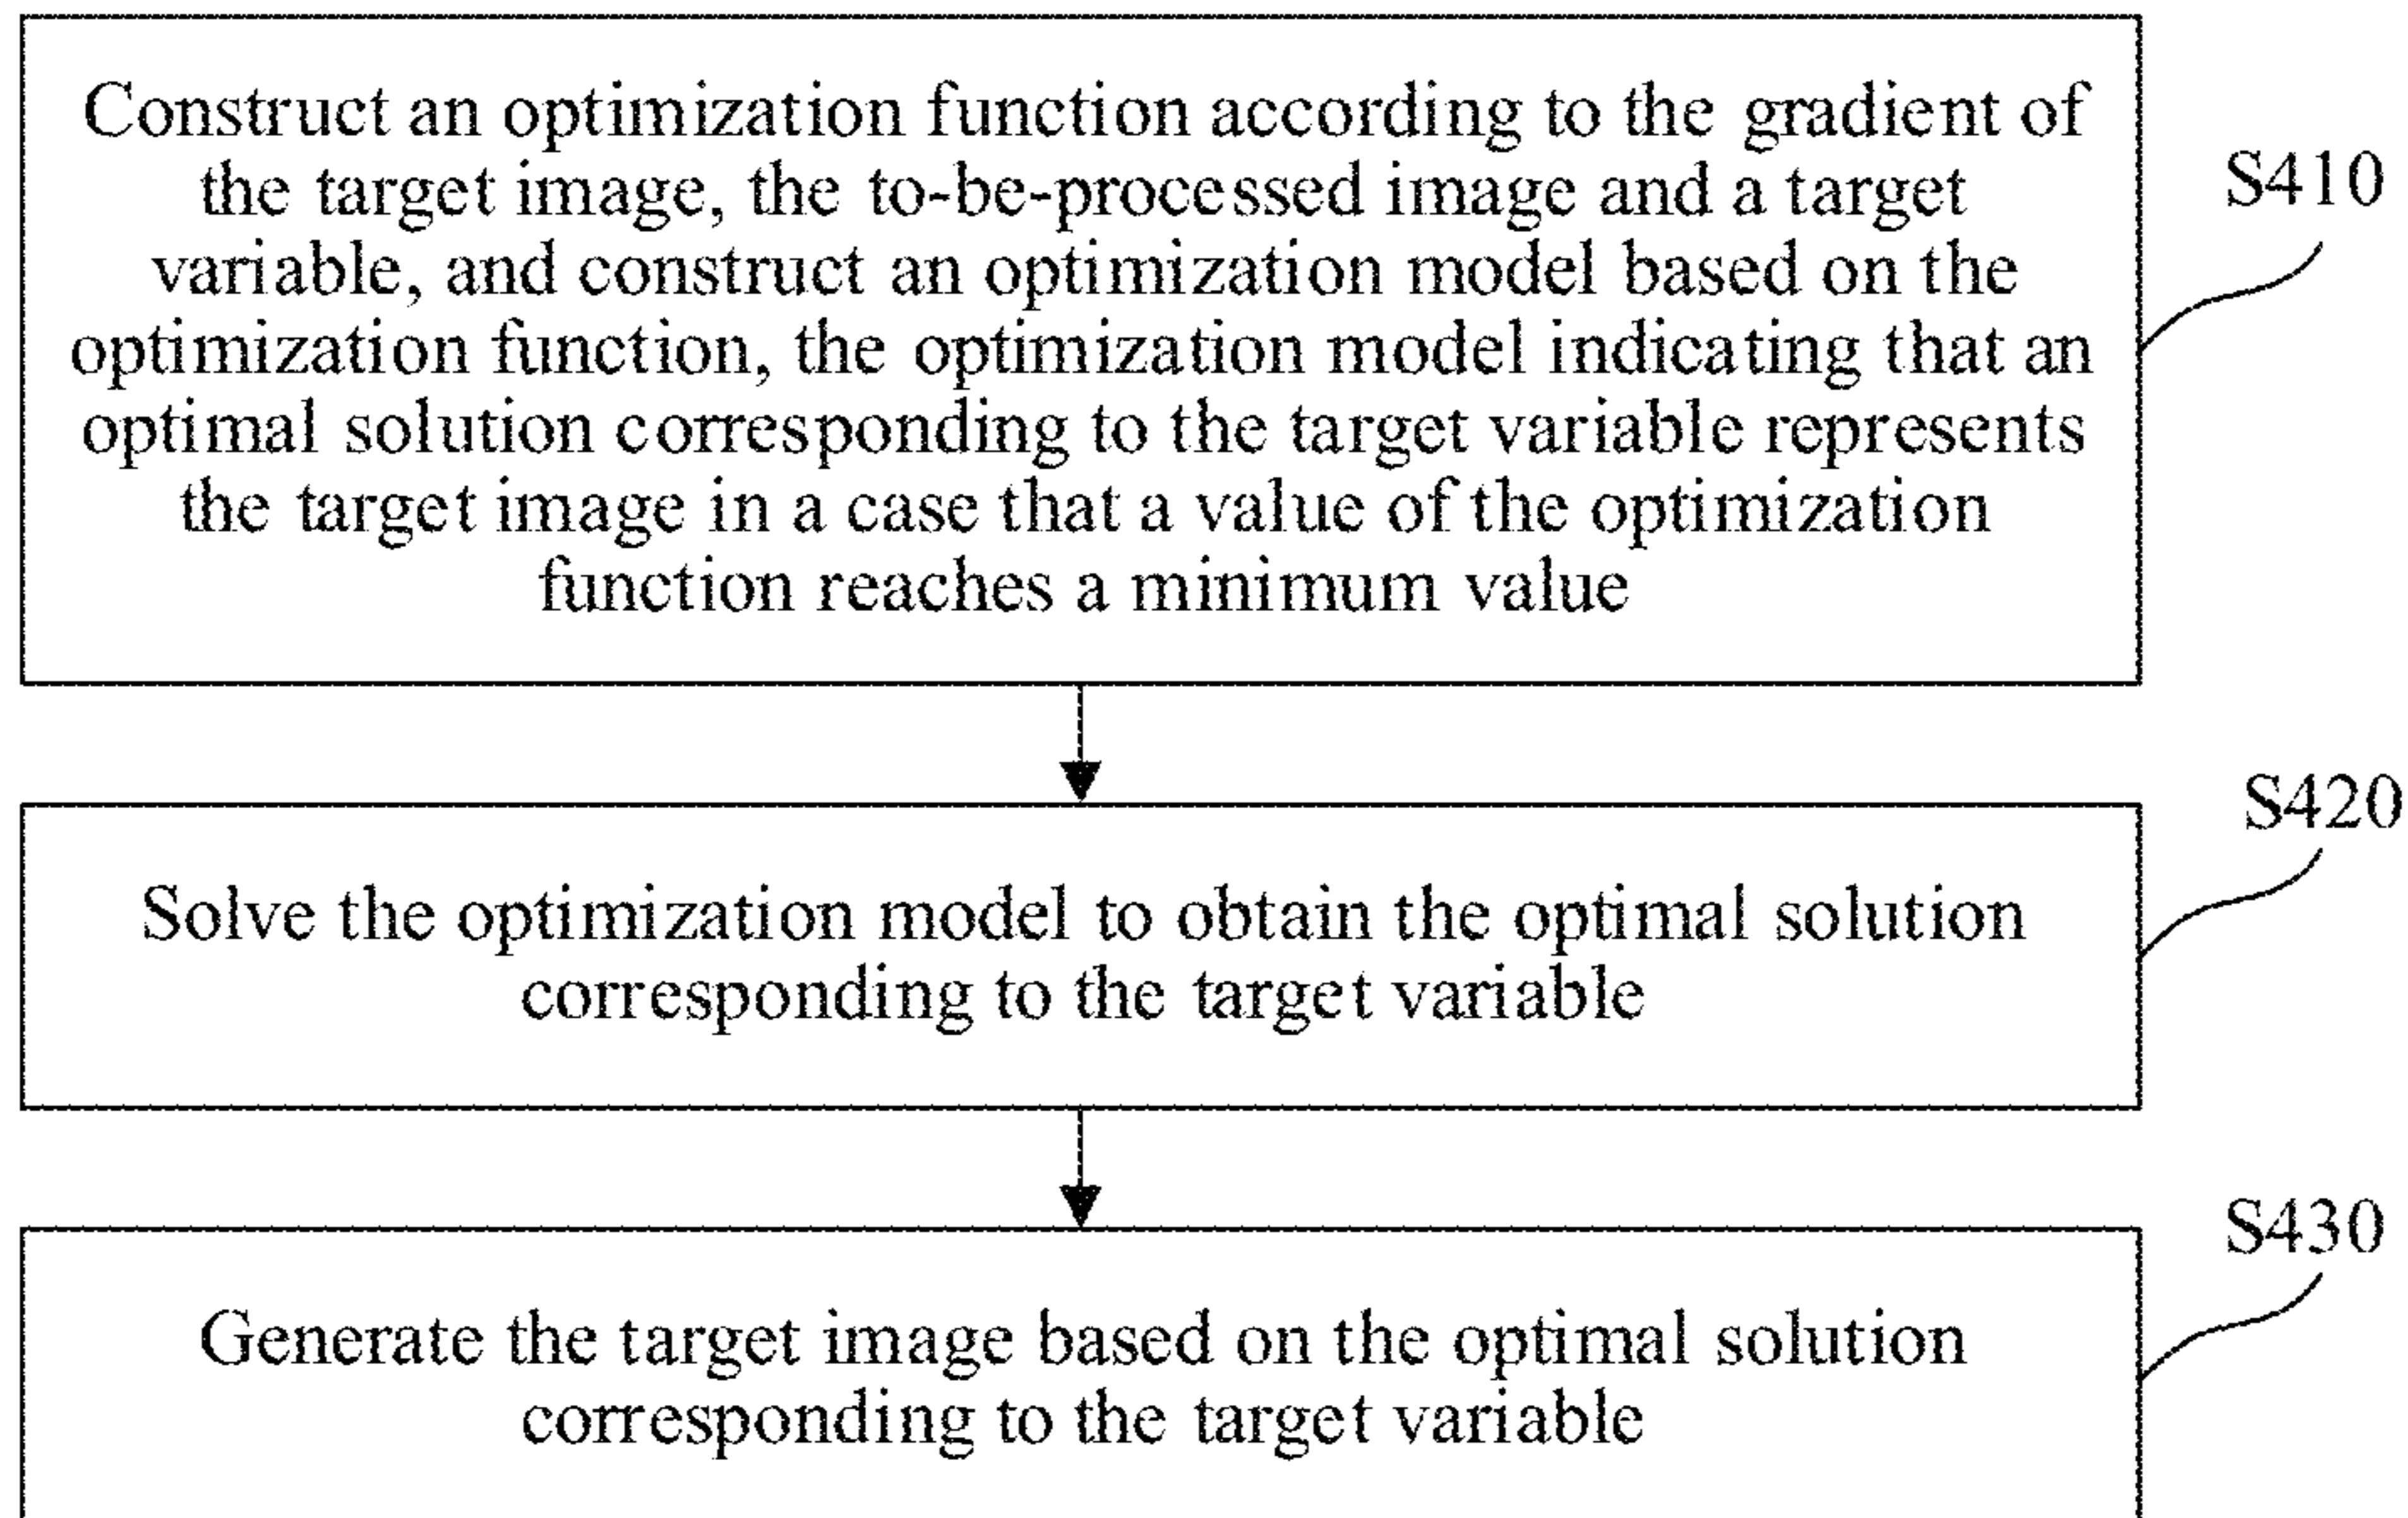 Construct an optimization function according to the gradient of
the target image, the to-be-processed image and a target
variable, and construct an optimization model based on the
optimization function, the optimization model indicating that an
optimal solution corresponding to the target variable represents
the target image in a case that a value of the optimization
function reaches a minimum value
S410
Solve the optimization model to obtain the optimal solution
corresponding to the target variable
S420
Generate the target image based on the optimal solution
corresponding to the target variable
S430